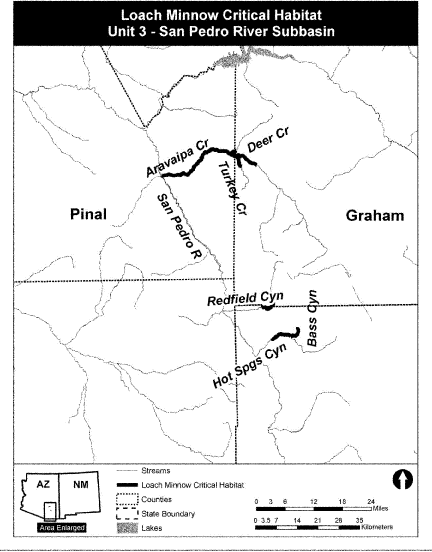 Loach Minnow Critical Habitat
Unit 3 - San Pedro River Subbasin
Aravaipa Cr
Deer Cr
Turkey Cr
San Pedro R
Pinal
Graham
Redfield Cyn
Bass Cyn
Hot Spgs Cyn
AZ
NM
Area Enlarged
Streams
Loach Minnow Critical Habitat
Counties
State Boundary
Lakes
0 3 6 12 18 24
Miles
0 3.5 7 14 21 28 35
Kilometers